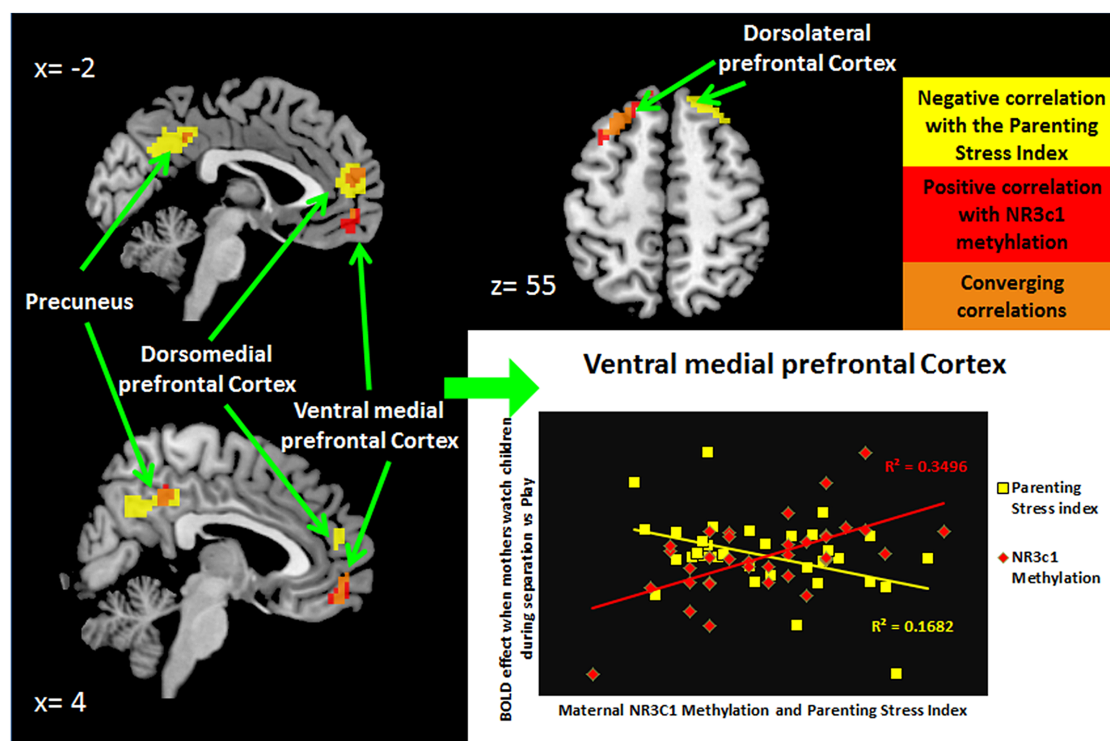 x= -2
Dorsolateral
prefrontal Cortex
Negative correlation
with the Parenting
Stress Index
Positive correlation
with NR3c1
metyhlation
Converging
correlations
z= 55
Precuneus
Dorsomedial
prefrontal Cortex
Ventral medial
prefrontal Cortex
x= 4
Ventral medial prefrontal Cortex
BOLD effect when mothers watch children
during separation vs Play
R² = 0.3496
R² = 0.1682
Parenting
Stress index
NR3c1
Methylation
Maternal NR3C1 Methylation and Parenting Stress Index